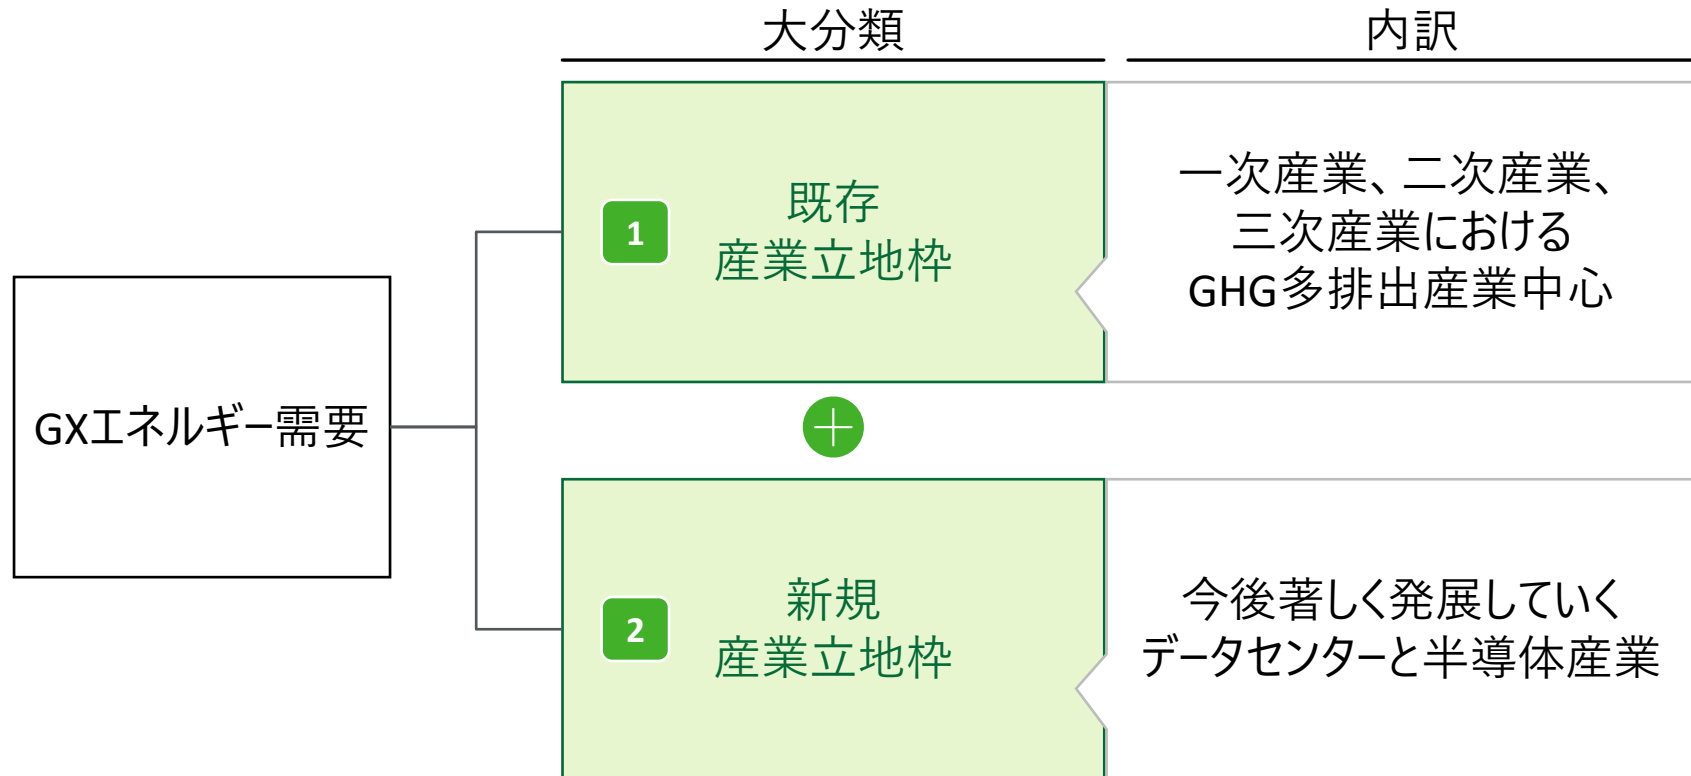 大分類
内訳
GXエネルギー需要
1
既存
産業立地枠
一次産業、二次産業、
三次産業における
GHG多排出産業中心
2
新規
産業立地枠
今後著しく発展していく
データセンターと半導体産業